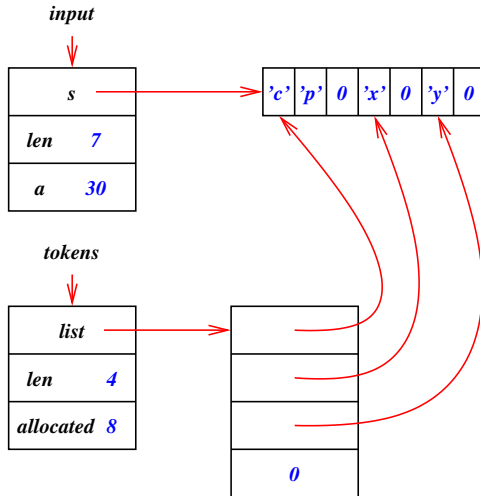 input
s 'c' 'p' 0 'x' 0 'y' 0
len 7
a 30
tokens
list
len 4
allocated 8
0